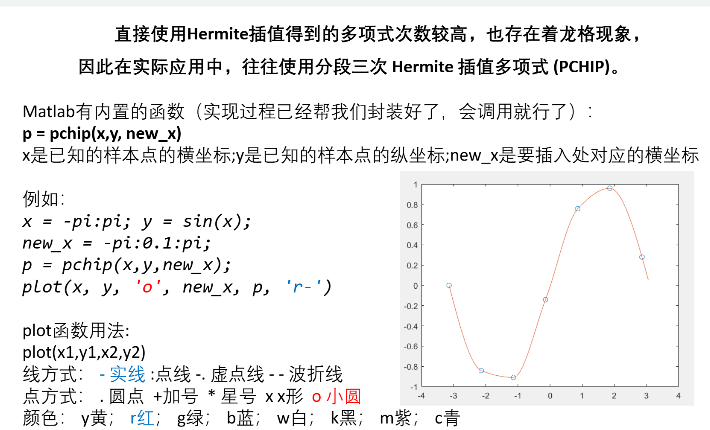 直接使用Hermite插值得到的多项式次数较高，也存在着龙格现象，
因此在实际应用中，往往使用分段三次 Hermite 插值多项式 (PCHIP)。
Matlab有内置的函数（实现过程已经帮我们封装好了，会调用就行了）：
p = pchip(x,y, new_x)
x是已知的样本点的横坐标;y是已知的样本点的纵坐标;new_x是要插入处对应的横坐标
例如：
x = -pi:pi; y = sin(x);
new_x = -pi:0.1:pi;
p = pchip(x,y,new_x);
plot(x, y, 'o', new_x, p, 'r-')
plot函数用法:
plot(x1,y1,x2,y2)
线方式： - 实线 :点线 -. 虚点线 - - 波折线
点方式： . 圆点 +加号 * 星号 x x形 o 小圆
颜色： y黄； r红； g绿； b蓝； w白； k黑； m紫； c青
1
0.8
0.6
0.4
0.2
0
-0.2
-0.4
-0.6
-0.8
-1
-4 -3 -2 -1 0 1 2 3 4